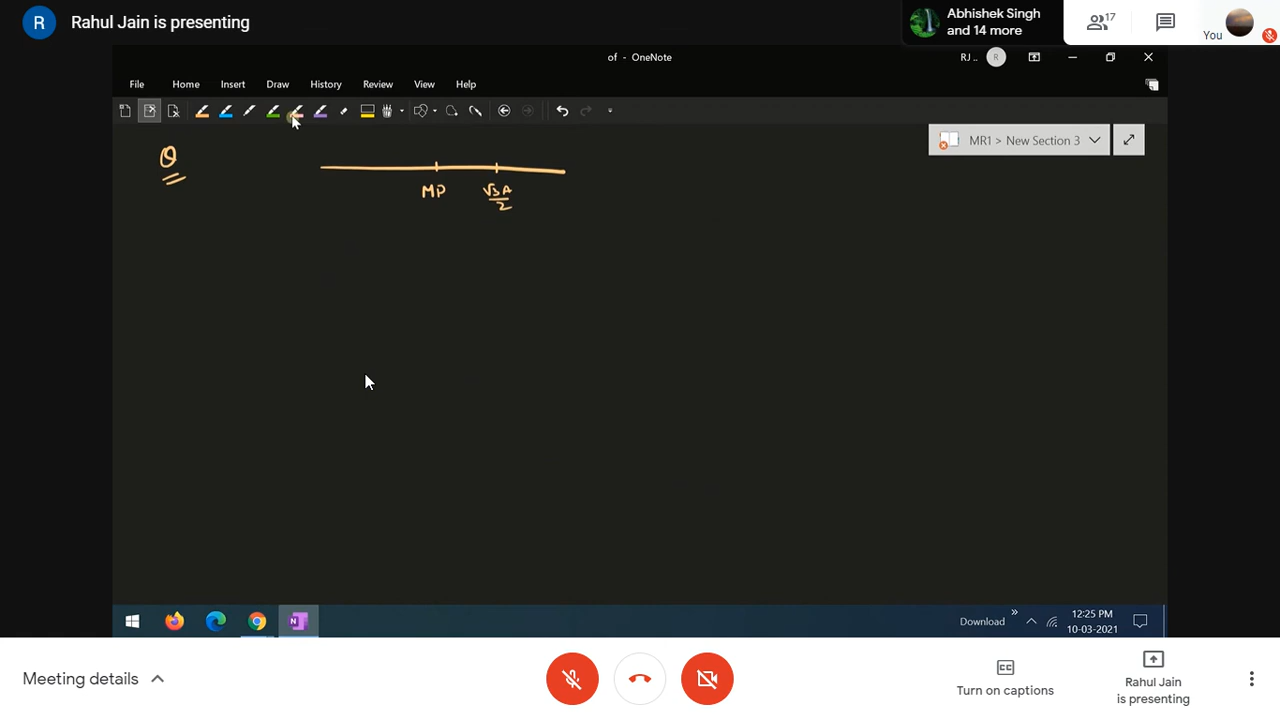 R Rahul Jain is presenting
Abhishek Singh
and 14 more
17
You
of - OneNote
RJ .. R
File Home Insert Draw History Review View Help
MR1 > New Section 3
Q
MP √3A/2
Download
12:25 PM
10-03-2021
Meeting details
CC
Turn on captions
Rahul Jain
is presenting